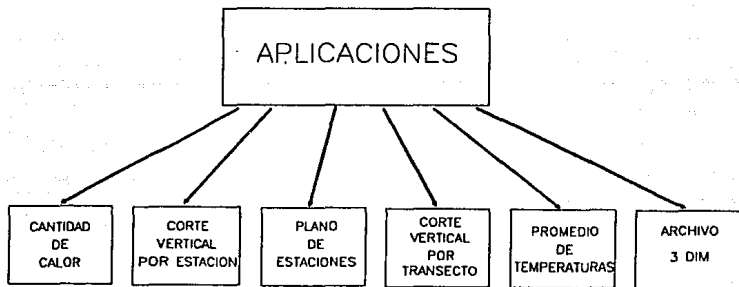 APLICACIONES
CANTIDAD
DE
CALOR
CORTE
VERTICAL
POR ESTACION
PLANO
DE
ESTACIONES
CORTE
VERTICAL
POR
TRANSECTO
PROMEDIO
DE
TEMPERATURAS
ARCHIVO
3 DIM